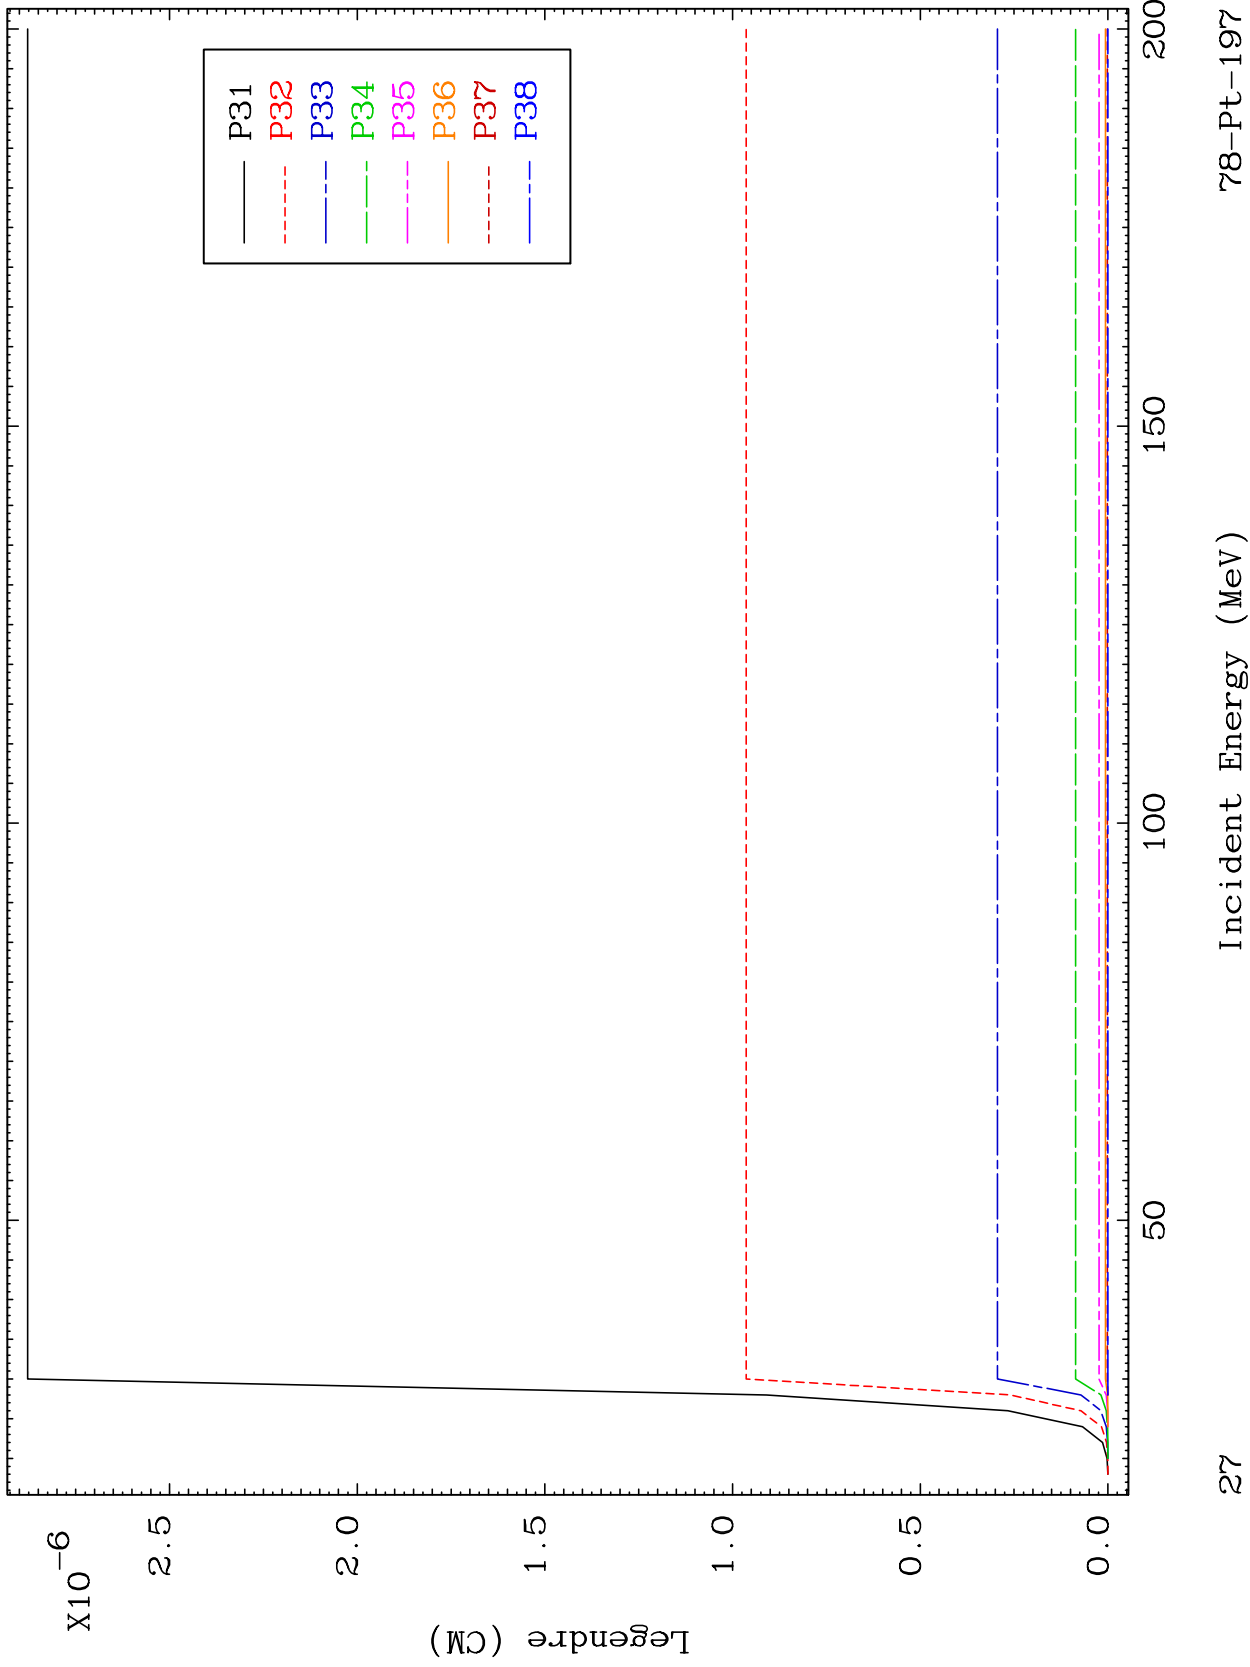 X10-6
2.5
2.0
1.5
1.0
0.5
0.0
Legendre (CM)
P31
P32
P33
P34
P35
P36
P37
P38
50
100
150
200
Incident Energy (MeV)
27
78-Pt-197